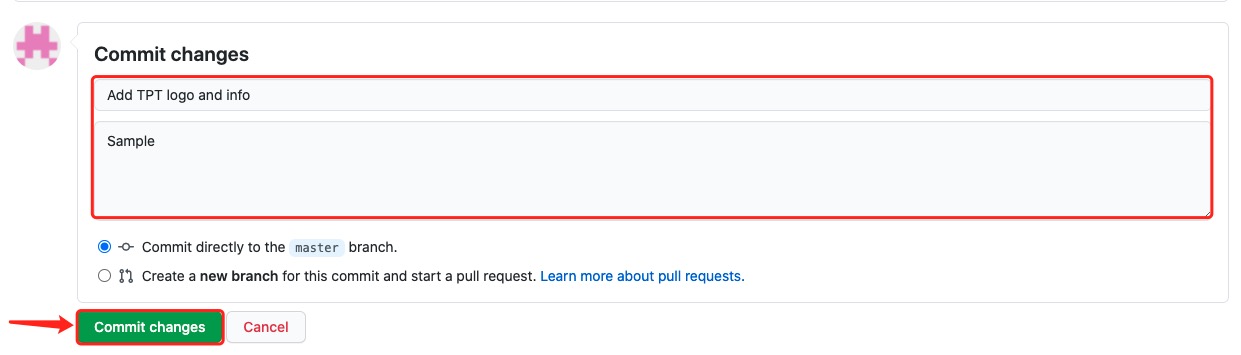 Commit changes
Add TPT logo and info
Sample
Commit directly to the master branch.
Create a new branch for this commit and start a pull request. Learn more about pull requests.
Commit changes Cancel